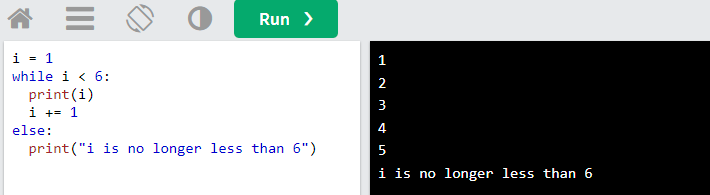 Run ❯
i = 1
while i < 6:
  print(i)
  i += 1
else:
  print("i is no longer less than 6")
1
2
3
4
5
i is no longer less than 6